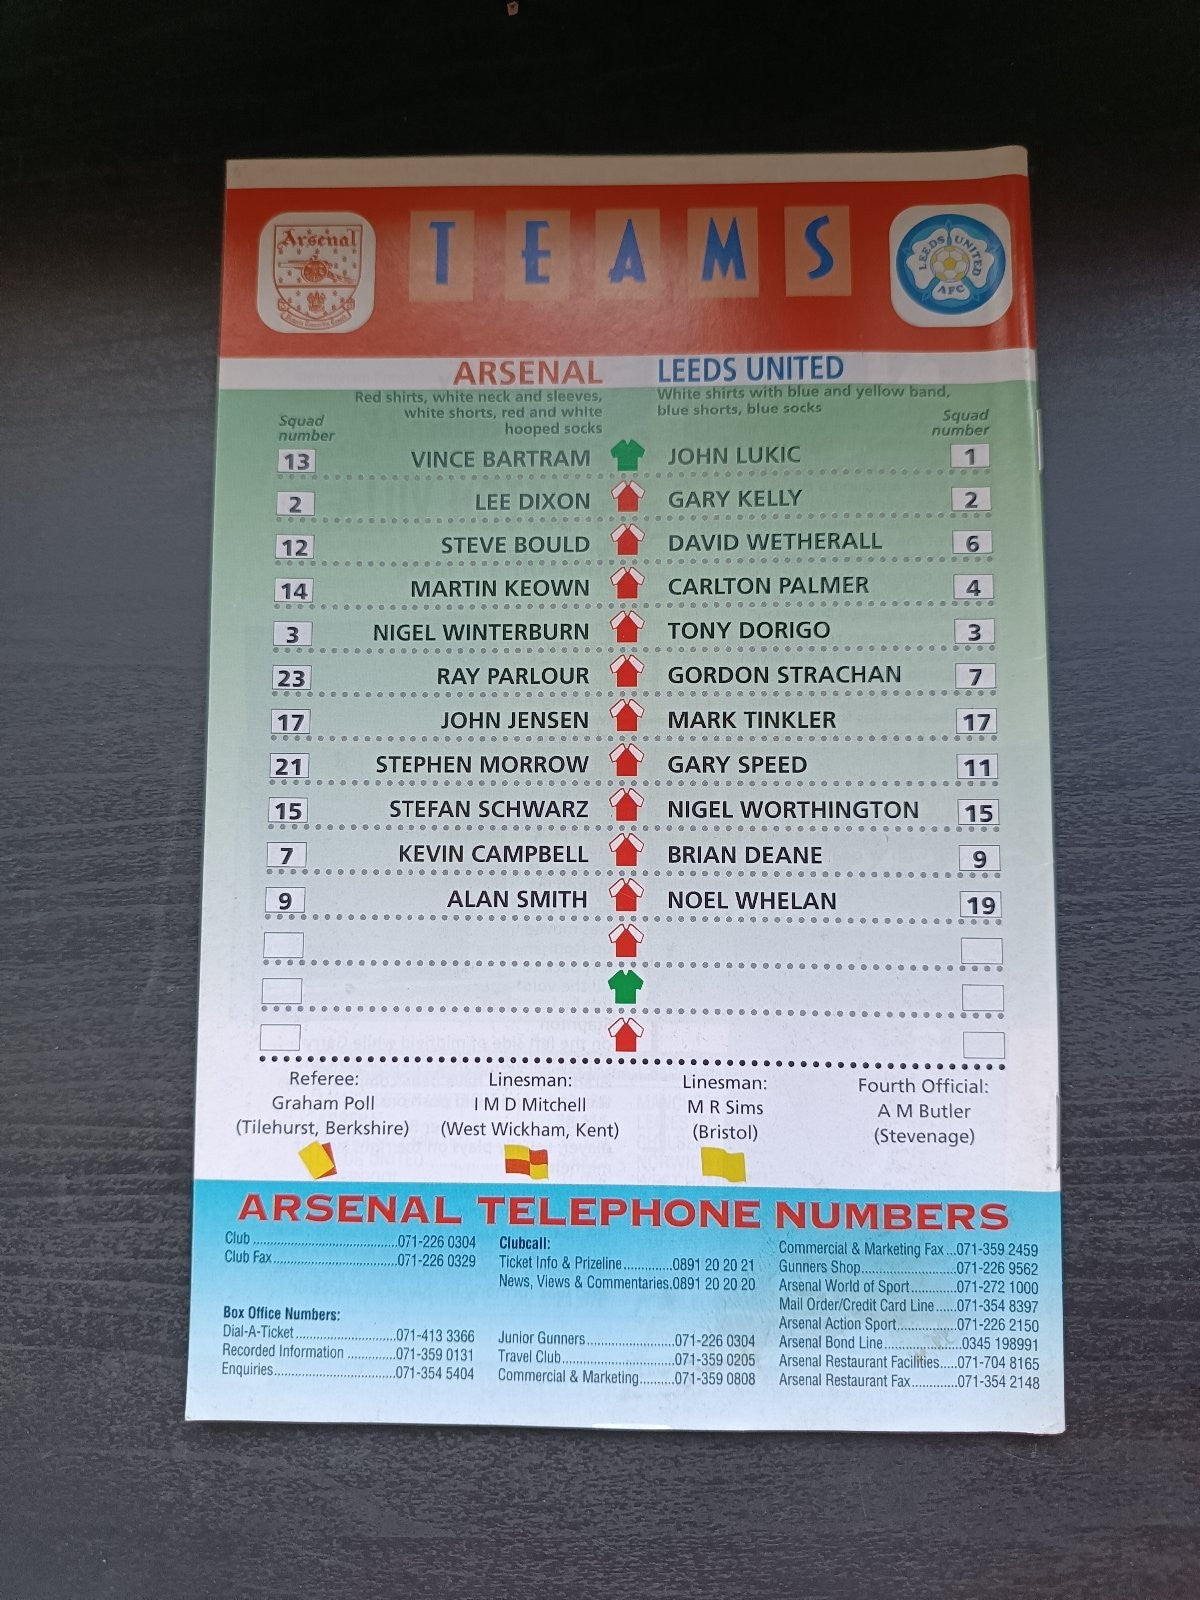 TEAMS
Arsenal
LEEDS UNITED
AFC
ARSENAL
LEEDS UNITED
Red shirts, white neck and sleeves,
white shorts, red and white
hooped socks
White shirts with blue and yellow band,
blue shorts, blue socks
Squad
number
Squad
number
13 VINCE BARTRAM JOHN LUKIC 1
2 LEE DIXON GARY KELLY 2
12 STEVE BOULD DAVID WETHERALL 6
14 MARTIN KEOWN CARLTON PALMER 4
3 NIGEL WINTERBURN TONY DORIGO 3
23 RAY PARLOUR GORDON STRACHAN 7
17 JOHN JENSEN MARK TINKLER 17
21 STEPHEN MORROW GARY SPEED 11
15 STEFAN SCHWARZ NIGEL WORTHINGTON 15
7 KEVIN CAMPBELL BRIAN DEANE 9
9 ALAN SMITH NOEL WHELAN 19
Referee:
Graham Poll
(Tilehurst, Berkshire)
Linesman:
I M D Mitchell
(West Wickham, Kent)
Linesman:
M R Sims
(Bristol)
Fourth Official:
A M Butler
(Stevenage)
ARSENAL TELEPHONE NUMBERS
Club ....................071-226 0304
Club Fax....................071-226 0329
Box Office Numbers:
Dial-A-Ticket....................071-413 3366
Recorded Information ............071-359 0131
Enquiries....................071-354 5404
Clubcall:
Ticket Info & Prizeline............0891 20 20 21
News, Views & Commentaries.0891 20 20 20
Junior Gunners....................071-226 0304
Travel Club....................071-359 0205
Commercial & Marketing.........071-359 0808
Commercial & Marketing Fax ...071-359 2459
Gunners Shop....................071-226 9562
Arsenal World of Sport...........071-272 1000
Mail Order/Credit Card Line.....071-354 8397
Arsenal Action Sport..............071-226 2150
Arsenal Bond Line..................0345 198991
Arsenal Restaurant Facilities....071-704 8165
Arsenal Restaurant Fax...........071-354 2148